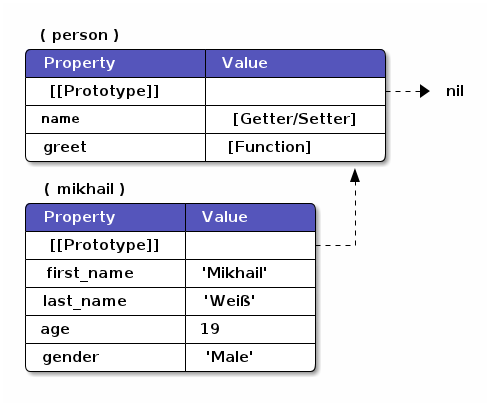 ( person )
Property Value
[[Prototype]] nil
name [Getter/Setter]
greet [Function]
( mikhail )
Property Value
[[Prototype]]
first_name 'Mikhail'
last_name 'Weiß'
age 19
gender 'Male'